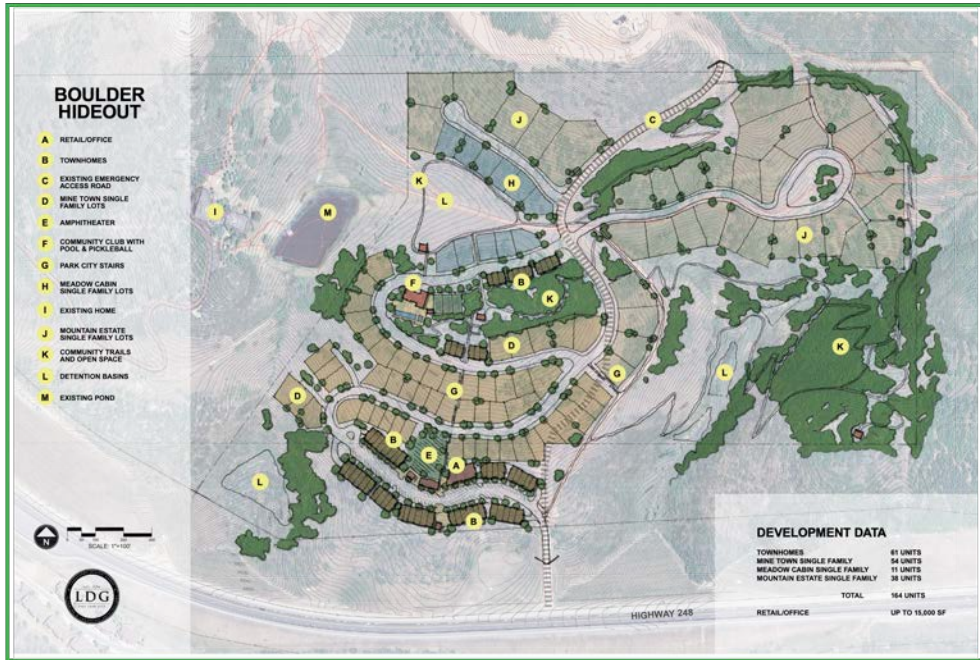 BOULDER
HIDEOUT
A RETAIL/OFFICE
B TOWNHOMES
C EXISTING EMERGENCY
ACCESS ROAD
D MINE TOWN SINGLE
FAMILY LOTS
E AMPHITHEATER
F COMMUNITY CLUB WITH
POOL & PICKLEBALL
G PARK CITY STAIRS
H MEADOW CABIN
SINGLE FAMILY LOTS
I EXISTING HOME
J MOUNTAIN ESTATE
SINGLE FAMILY LOTS
K COMMUNITY TRAILS
AND OPEN SPACE
L DETENTION BASINS
M EXISTING POND
J
C
K
H
L
I
M
J
F
B
K
D
K
G
L
G
D
B
E
A
L
B
N
SCALE: 1"=100'
LDG
HIGHWAY 248
DEVELOPMENT DATA
TOWNHOMES 61 UNITS
MINE TOWN SINGLE FAMILY 54 UNITS
MEADOW CABIN SINGLE FAMILY 11 UNITS
MOUNTAIN ESTATE SINGLE FAMILY 38 UNITS
TOTAL 164 UNITS
RETAIL/OFFICE UP TO 15,000 SF